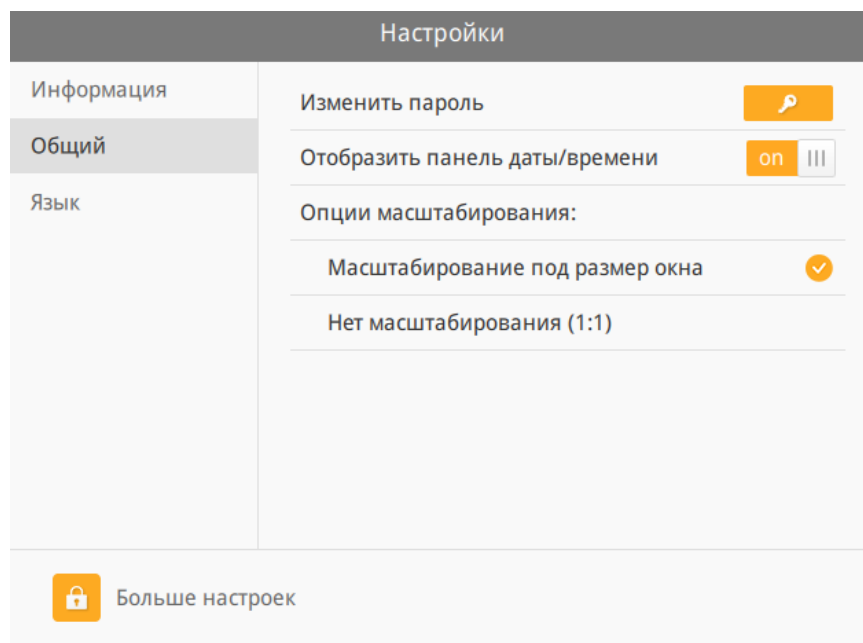 Настройки
Информация
Общий
Язык
Изменить пароль
Отобразить панель даты/времени on
Опции масштабирования:
Масштабирование под размер окна
Нет масштабирования (1:1)
Больше настроек